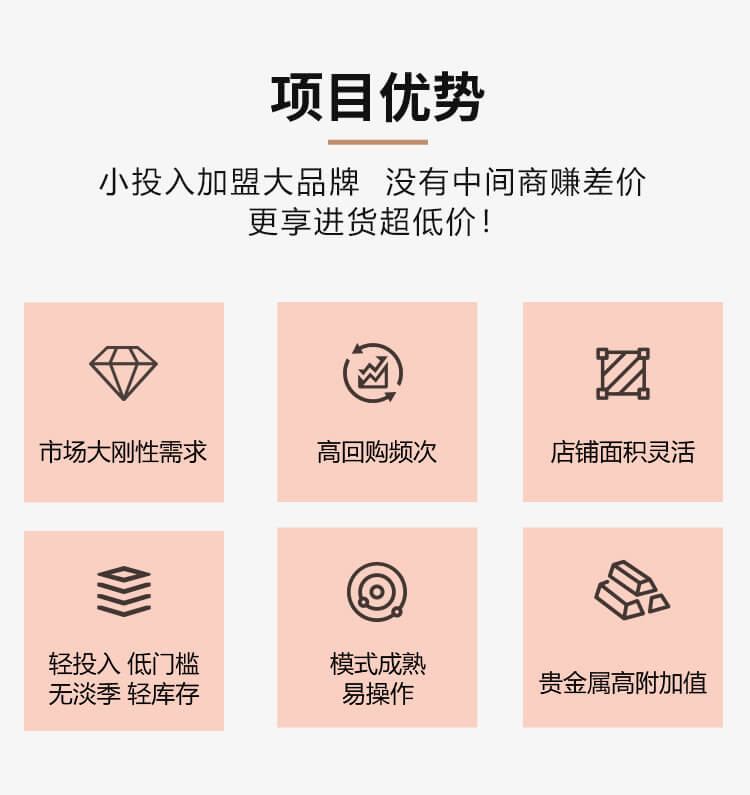 项目优势
小投入加盟大品牌 没有中间商赚差价
更享进货超低价！
市场大刚性需求
高回购频次
店铺面积灵活
轻投入 低门槛
无淡季 轻库存
模式成熟
易操作
贵金属高附加值